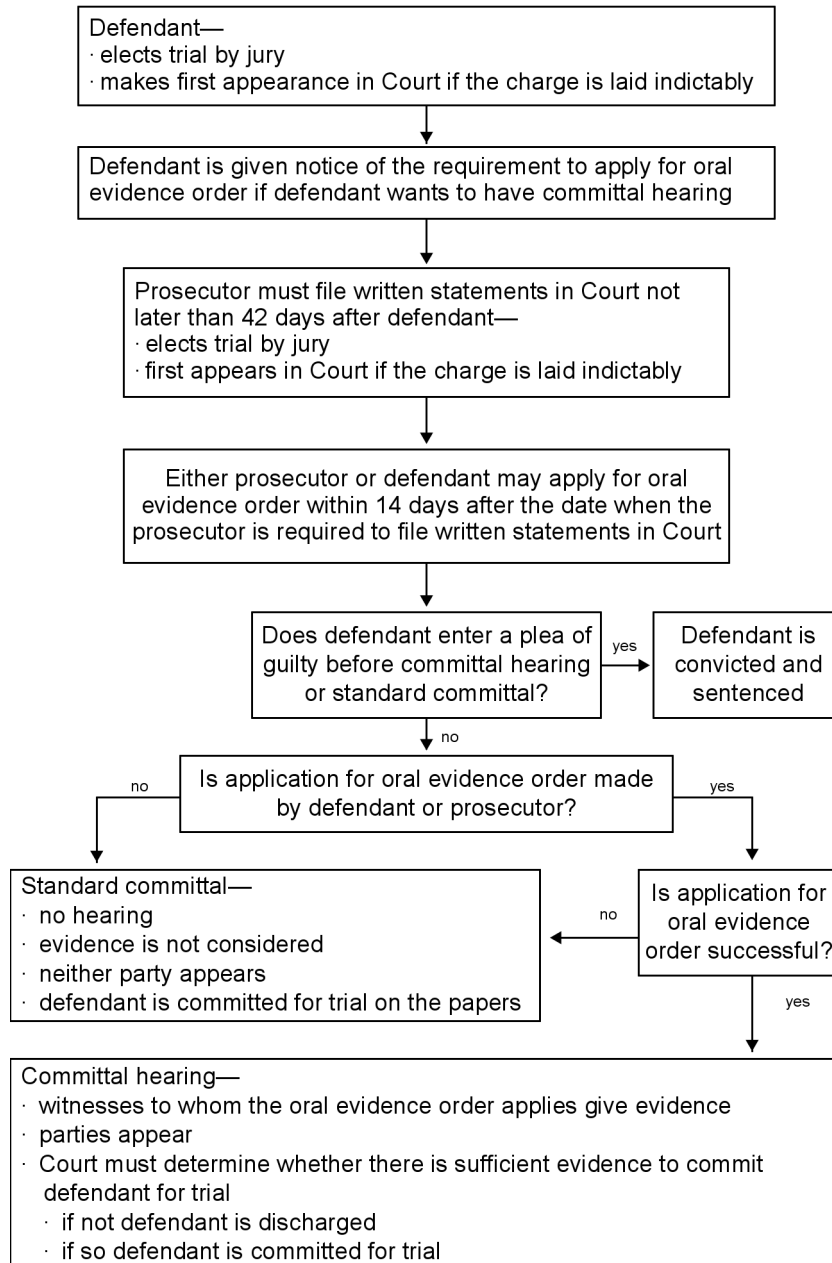 Defendant—
· elects trial by jury
· makes first appearance in Court if the charge is laid indictably
Defendant is given notice of the requirement to apply for oral
evidence order if defendant wants to have committal hearing
Prosecutor must file written statements in Court not
later than 42 days after defendant—
· elects trial by jury
· first appears in Court if the charge is laid indictably
Either prosecutor or defendant may apply for oral
evidence order within 14 days after the date when the
prosecutor is required to file written statements in Court
Does defendant enter a plea of
guilty before committal hearing
or standard committal?
yes
Defendant is
convicted and
sentenced
no
Is application for oral evidence order made
by defendant or prosecutor?
no
yes
Standard committal—
· no hearing
· evidence is not considered
· neither party appears
· defendant is committed for trial on the papers
no
Is application for
oral evidence
order successful?
yes
Committal hearing—
· witnesses to whom the oral evidence order applies give evidence
· parties appear
· Court must determine whether there is sufficient evidence to commit
defendant for trial
· if not defendant is discharged
· if so defendant is committed for trial